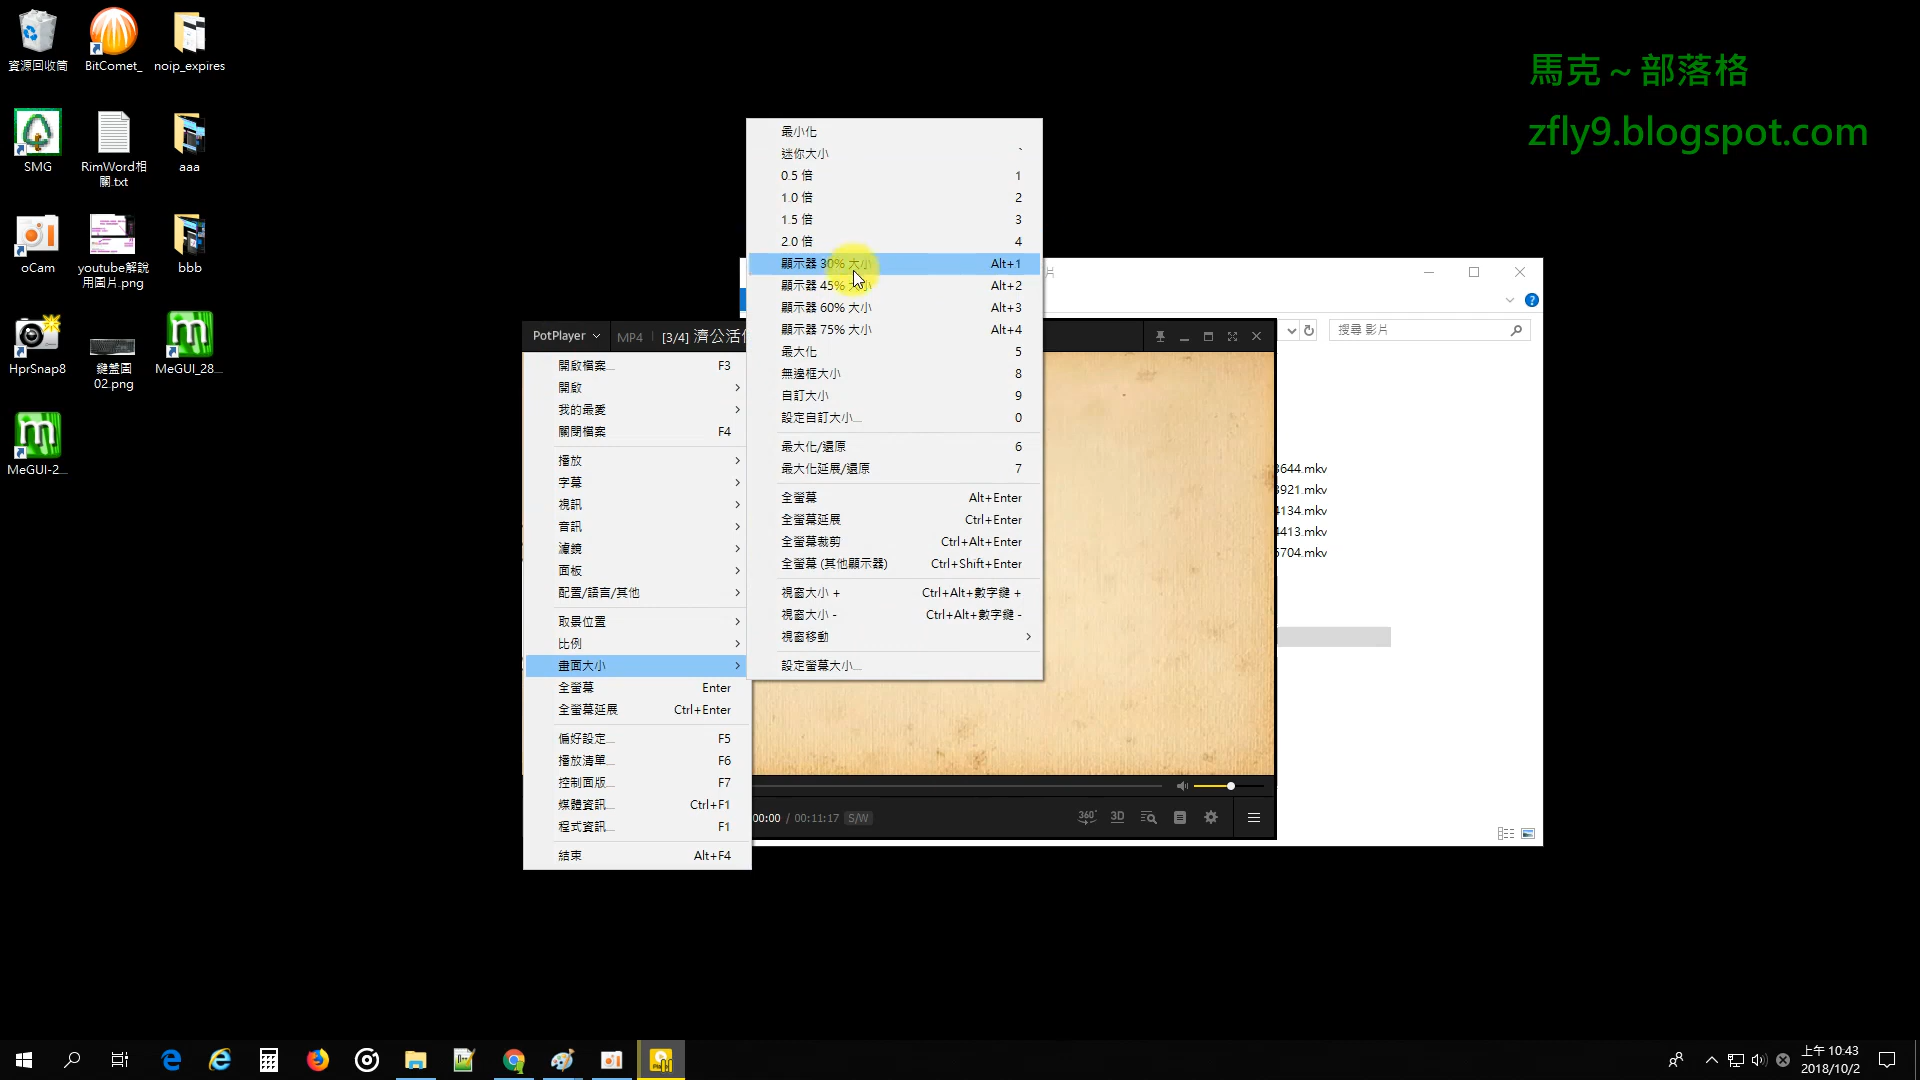 資源回收筒
BitComet_
noip_expires
SMG
RimWord相
關.txt
aaa
oCam
youtube解說
用圖片.png
bbb
HprSnap8
鍵盤圖
02.png
MeGUI_28...
MeGUI-2...
馬克~部落格
zfly9.blogspot.com
最小化 
迷你大小 `
0.5 倍 1
1.0 倍 2
1.5 倍 3
2.0 倍 4
顯示器 30% 大小 Alt+1
顯示器 45% 大小 Alt+2
顯示器 60% 大小 Alt+3
顯示器 75% 大小 Alt+4
最大化 5
無邊框大小 8
自訂大小 9
設定自訂大小... 0
最大化/還原 6
最大化延展/還原 7
全螢幕 Alt+Enter
全螢幕延展 Ctrl+Enter
全螢幕裁剪 Ctrl+Alt+Enter
全螢幕 (其他顯示器) Ctrl+Shift+Enter
視窗大小 + Ctrl+Alt+數字鍵 +
視窗大小 - Ctrl+Alt+數字鍵 -
視窗移動
設定螢幕大小...
PotPlayer
MP4
[3/4] 濟公活
開啟檔案... F3
開啟
我的最愛
關閉檔案 F4
播放
字幕
視訊
音訊
濾鏡
面板
配置/語言/其他
取景位置
比例
畫面大小
全螢幕 Enter
全螢幕延展 Ctrl+Enter
偏好設定... F5
播放清單... F6
控制面版... F7
媒體資訊... Ctrl+F1
程式資訊... F1
結束 Alt+F4
片
搜尋 影片
3644.mkv
3921.mkv
4134.mkv
4413.mkv
5704.mkv
00:00 / 00:11:17 S/W
360°
3D
上午 10:43
2018/10/2